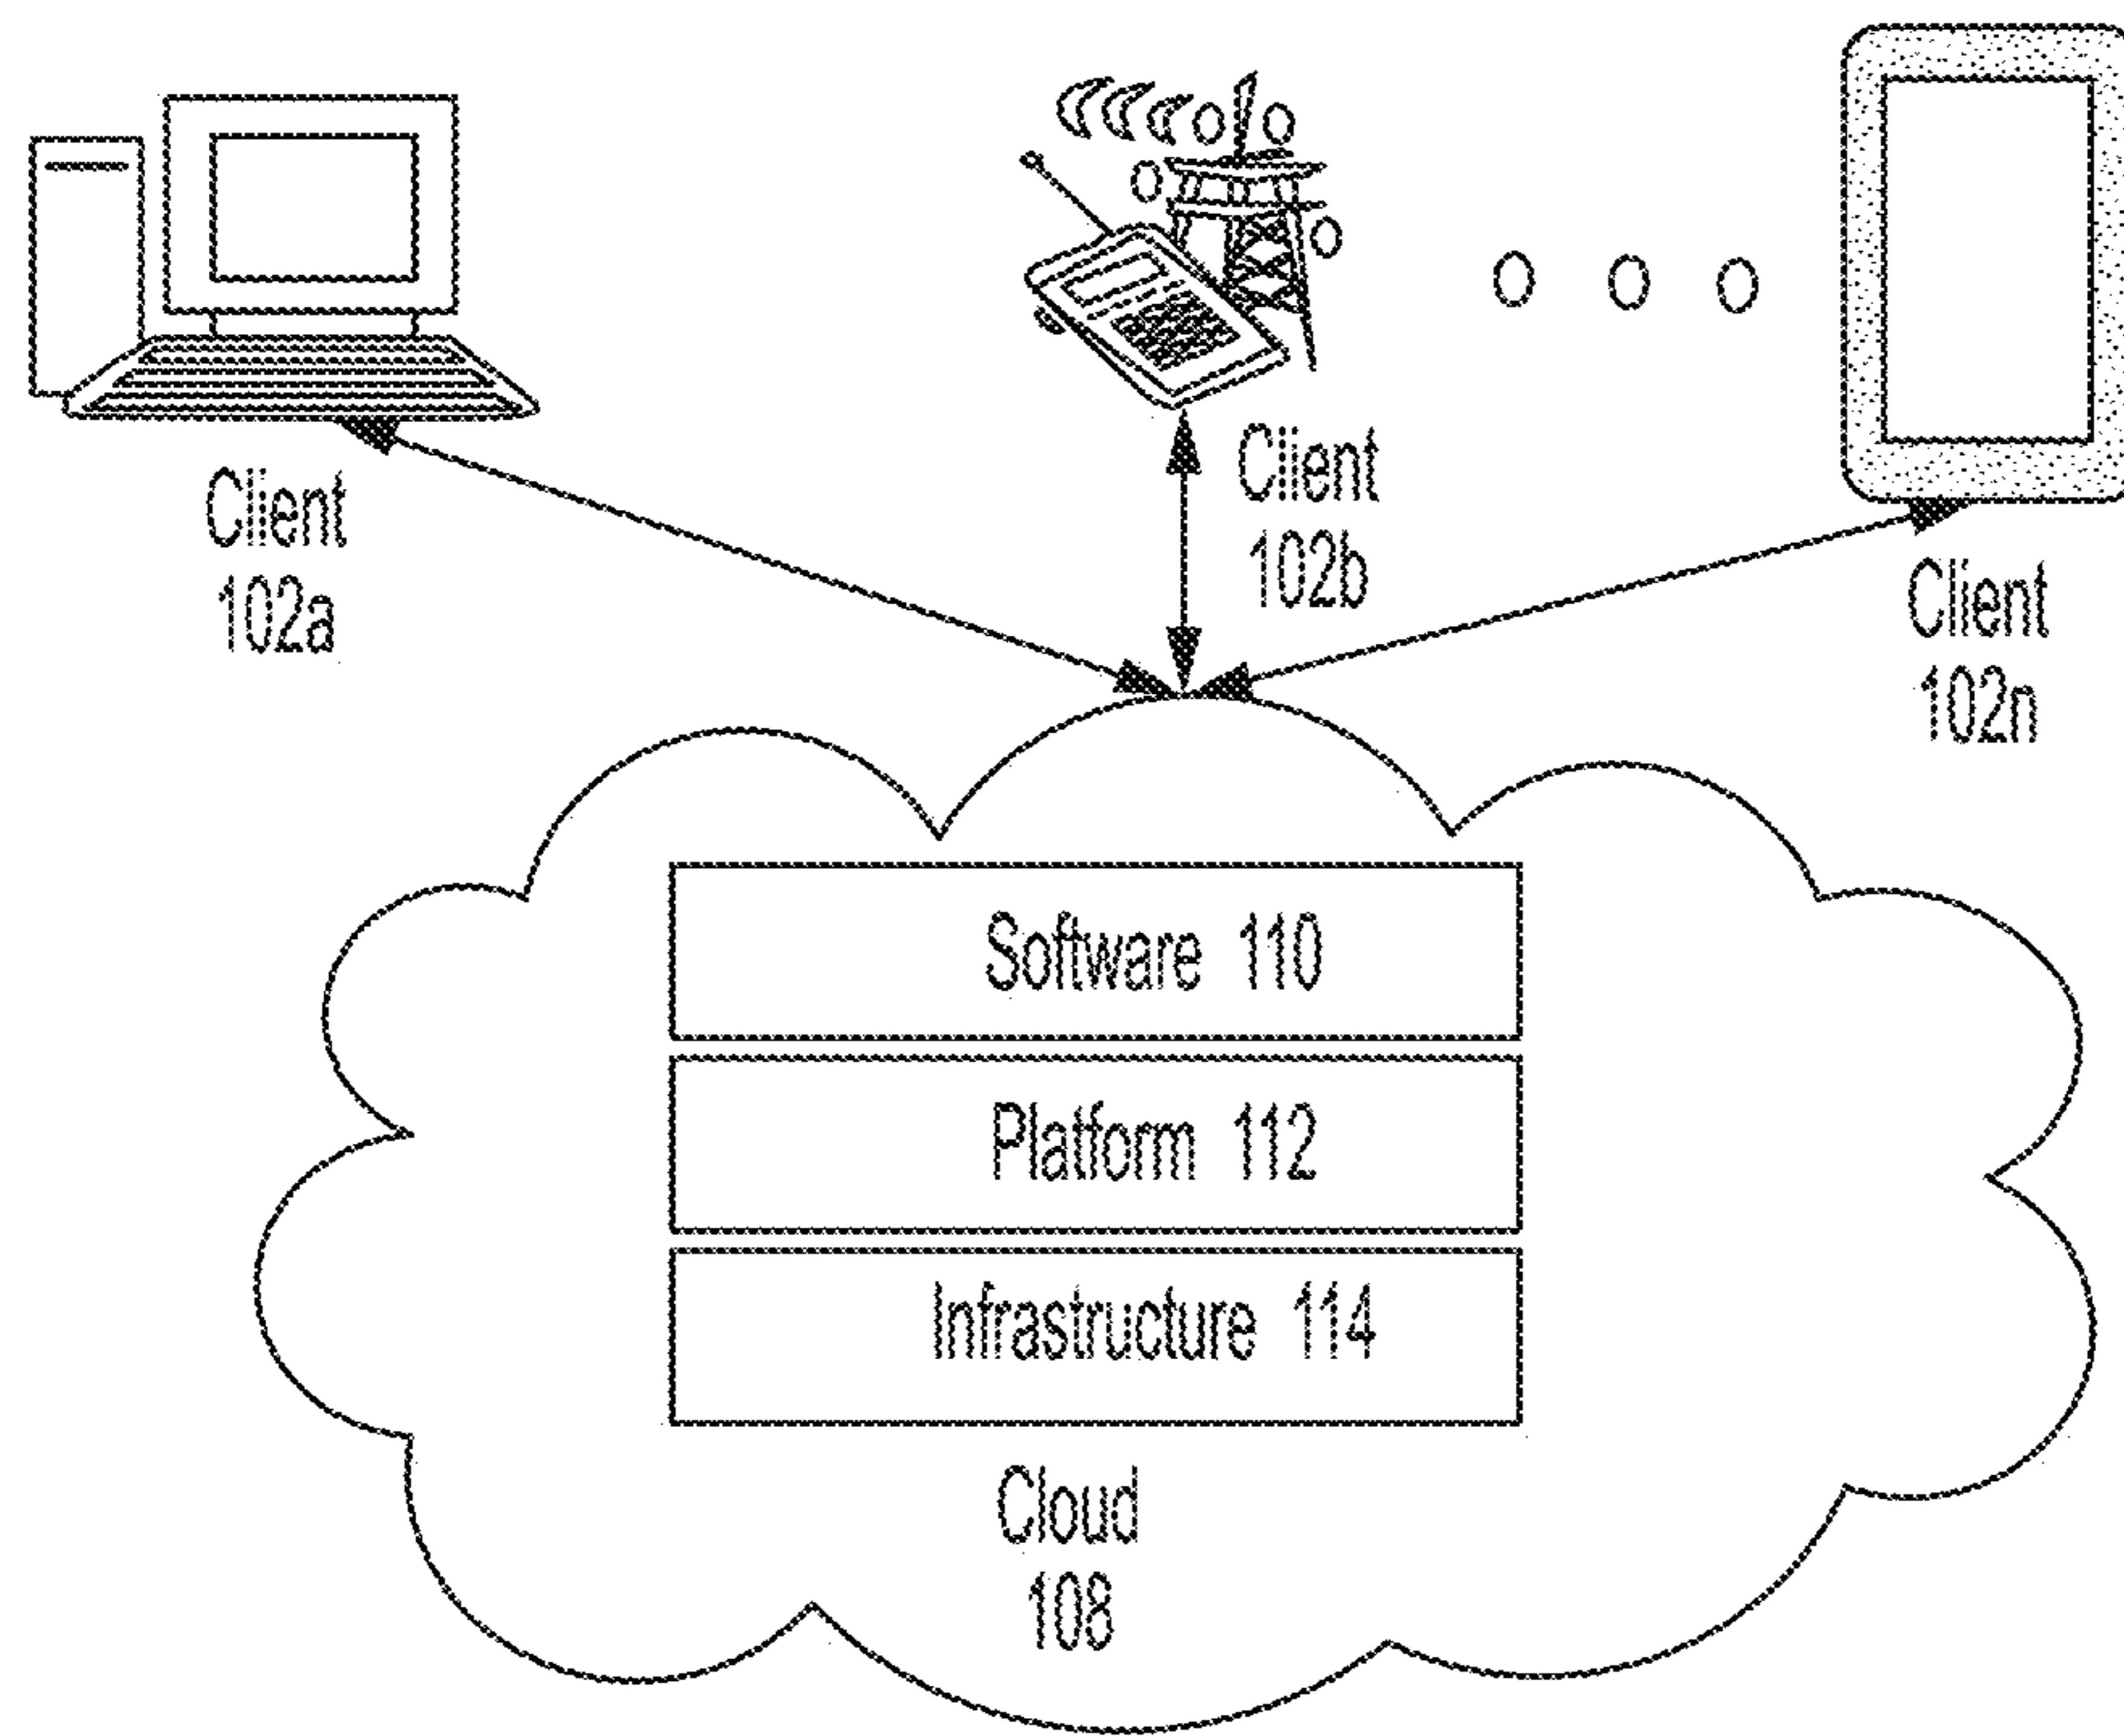 Client
102a
Client
102b
Client
102n
Software 110
Platform 112
Infrastructure 114
Cloud
108